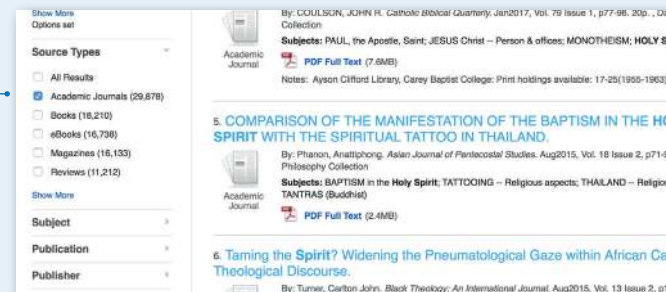 Show More
Options set
Source Types
All Results
Academic Journals (29,878)
Books (18,210)
eBooks (16,738)
Magazines (16,133)
Reviews (11,212)
Show More
Subject
Publication
Publisher
By: COULSON, JOHN R. Catholic Biblical Quarterly. Jan2017, Vol. 79 Issue 1, p77-96. 20p. ,
Collection
Subjects: PAUL, the Apostle, Saint; JESUS Christ -- Person & offices; MONOTHEISM; HOLY S
Academic
Journal
PDF Full Text (7.6MB)
Notes: Ayson Clifford Library, Carey Baptist College: Print holdings available: 17-25(1955-1963)
5. COMPARISON OF THE MANIFESTATION OF THE BAPTISM IN THE HO
SPIRIT WITH THE SPIRITUAL TATTOO IN THAILAND.
By: Phanon, Anattiphong. Asian Journal of Pentecostal Studies. Aug2015, Vol. 18 Issue 2, p71-
Philosophy Collection
Subjects: BAPTISM in the Holy Spirit; TATTOOING -- Religious aspects; THAILAND -- Religion
TANTRAS (Buddhist)
Academic
Journal
PDF Full Text (2.4MB)
6. Taming the Spirit? Widening the Pneumatological Gaze within African Ca
Theological Discourse.
By: Turner, Carlton John. Black Theology: An International Journal. Aug2015, Vol. 13 Issue 2, p1